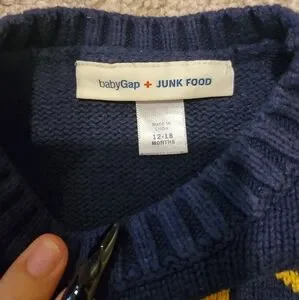 babyGap + JUNK FOOD
Made in
China
12-18
MONTHS